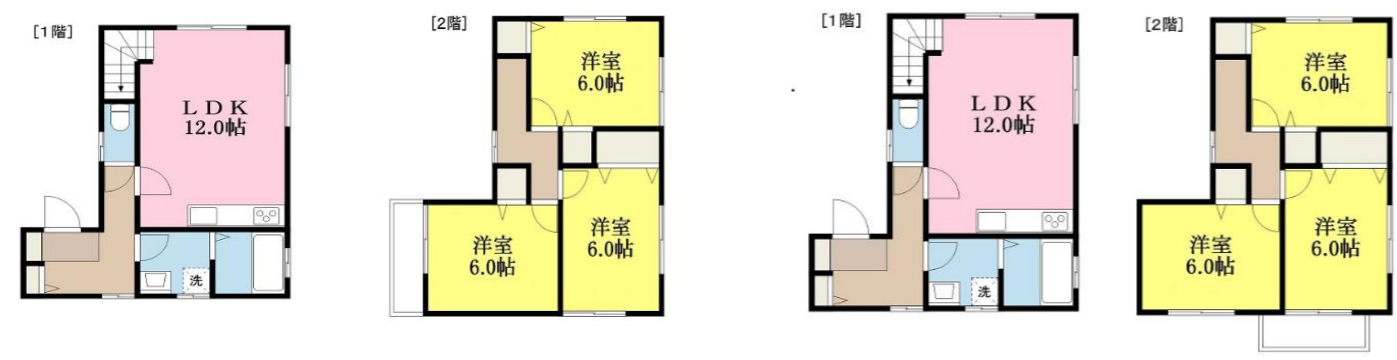 [1階]
LDK
12.0帖
洗
[2階]
洋室
6.0帖
洋室
6.0帖
洋室
6.0帖
[1階]
LDK
12.0帖
洗
[2階]
洋室
6.0帖
洋室
6.0帖
洋室
6.0帖